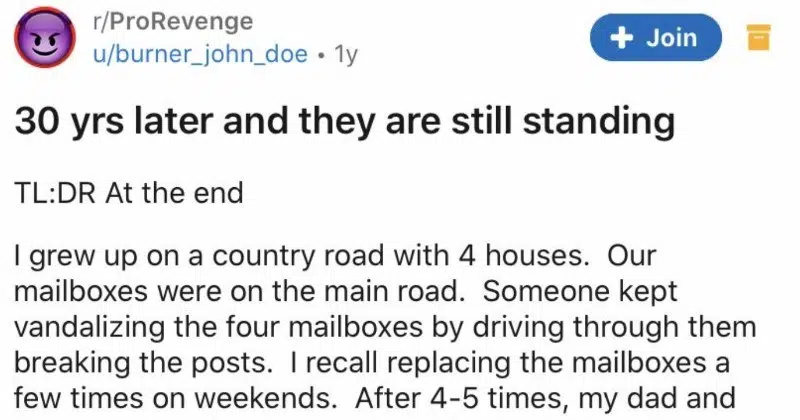 r/ProRevenge
u/burner_john_doe • 1y
+ Join
30 yrs later and they are still standing
TL:DR At the end
I grew up on a country road with 4 houses.  Our
mailboxes were on the main road.  Someone kept
vandalizing the four mailboxes by driving through them
breaking the posts.  I recall replacing the mailboxes a
few times on weekends.  After 4-5 times, my dad and